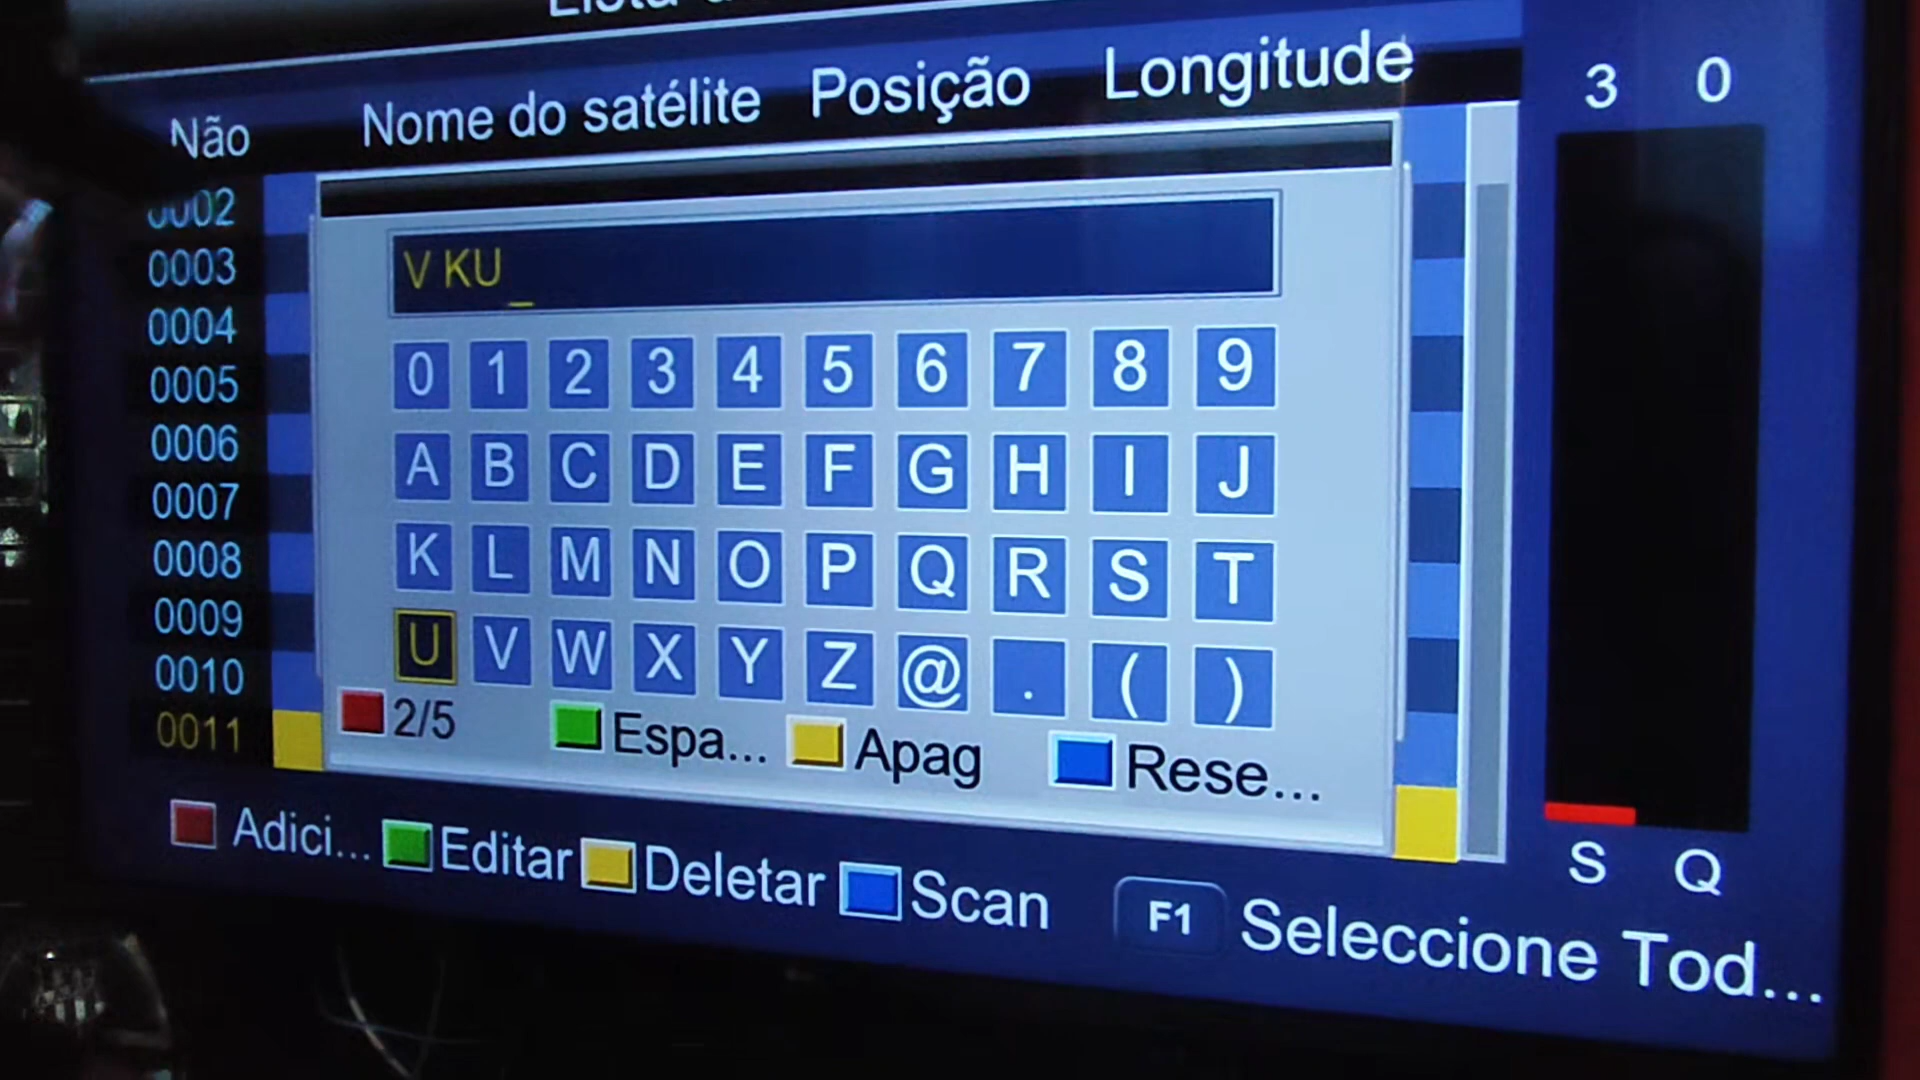 Lista
Não Nome do satélite Posição Longitude 3 0
0002
0003
0004
0005
0006
0007
0008
0009
0010
0011
V KU_
0 1 2 3 4 5 6 7 8 9
A B C D E F G H I J
K L M N O P Q R S T
U V W X Y Z @ . ( )
2/5 Espa... Apag Rese...
S Q
Adici... Editar Deletar Scan F1 Seleccione Tod...